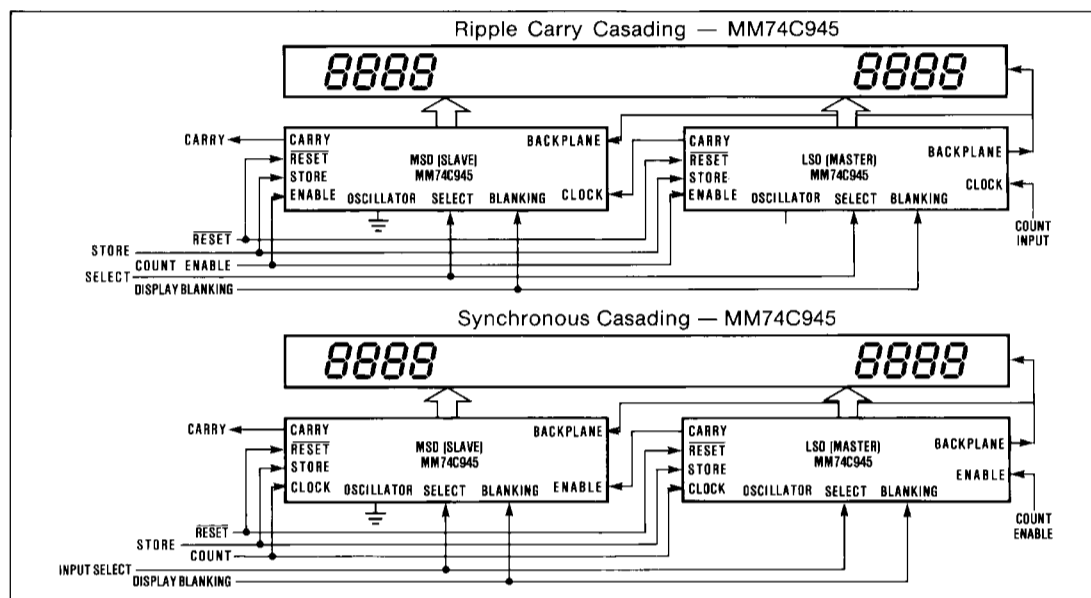 Ripple Carry Casading — MM74C945
8888 8888
CARRY CARRY BACKPLANE CARRY
RESET MSD (SLAVE) RESET LSD (MASTER) BACKPLANE
STORE MM74C945 STORE MM74C945
ENABLE OSCILLATOR SELECT BLANKING CLOCK ENABLE OSCILLATOR SELECT BLANKING CLOCK
RESET COUNT
STORE INPUT
COUNT ENABLE
SELECT
DISPLAY BLANKING
Synchronous Casading — MM74C945
8888 8888
CARRY CARRY BACKPLANE CARRY
RESET MSD (SLAVE) RESET LSD (MASTER) BACKPLANE
STORE MM74C945 STORE MM74C945
CLOCK OSCILLATOR SELECT BLANKING ENABLE CLOCK OSCILLATOR SELECT BLANKING ENABLE
RESET COUNT
STORE ENABLE
COUNT
INPUT SELECT
DISPLAY BLANKING